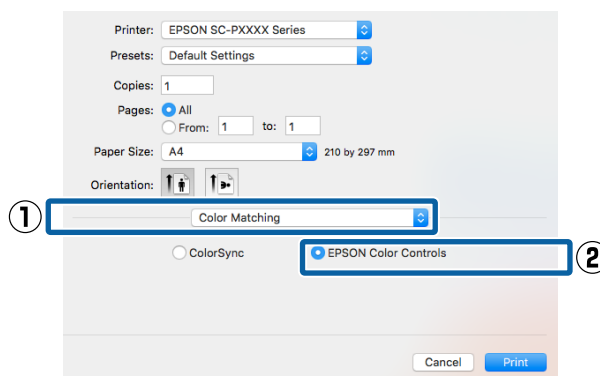 Printer: EPSON SC-PXXXX Series
Presets: Default Settings
Copies: 1
Pages: All
From: 1 to: 1
Paper Size: A4 210 by 297 mm
Orientation:
1 Color Matching
ColorSync EPSON Color Controls 2
Cancel Print